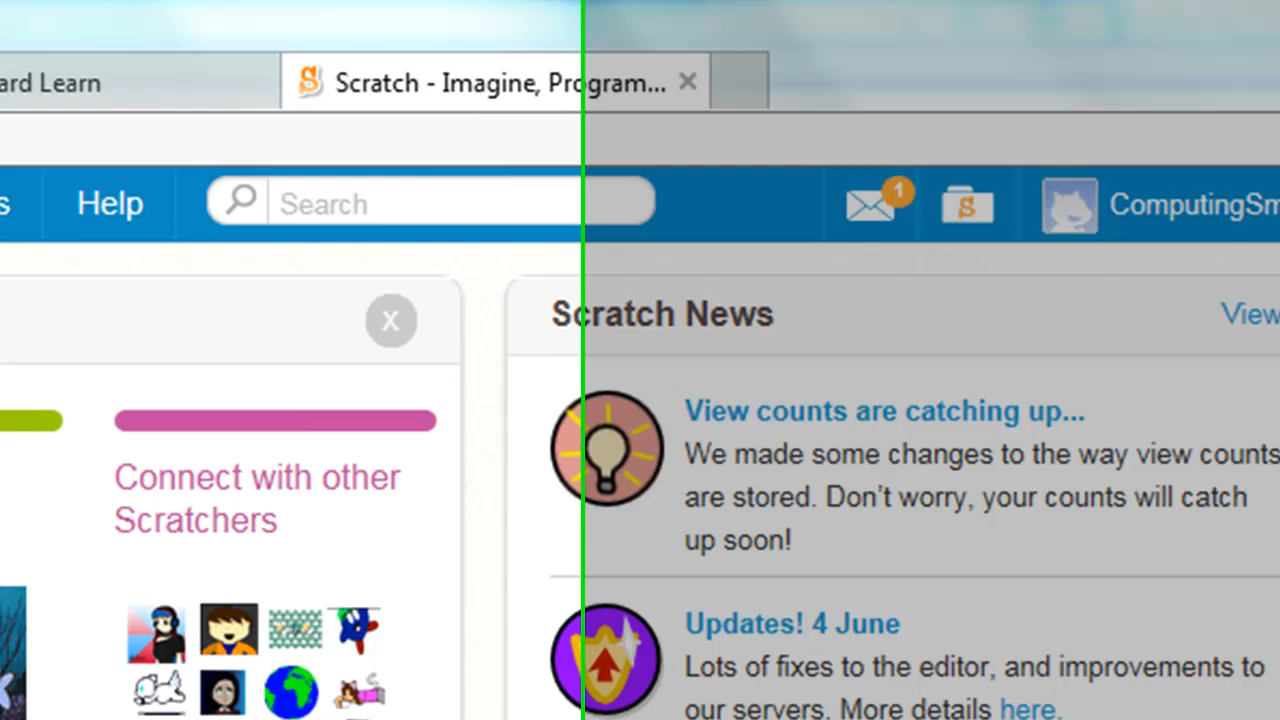 ard Learn
Scratch - Imagine, Program...
s
Help
Search
1
ComputingSm
X
Scratch News
View
Connect with other
Scratchers
View counts are catching up...
We made some changes to the way view counts
are stored. Don't worry, your counts will catch
up soon!
Updates! 4 June
Lots of fixes to the editor, and improvements to
our servers. More details here.